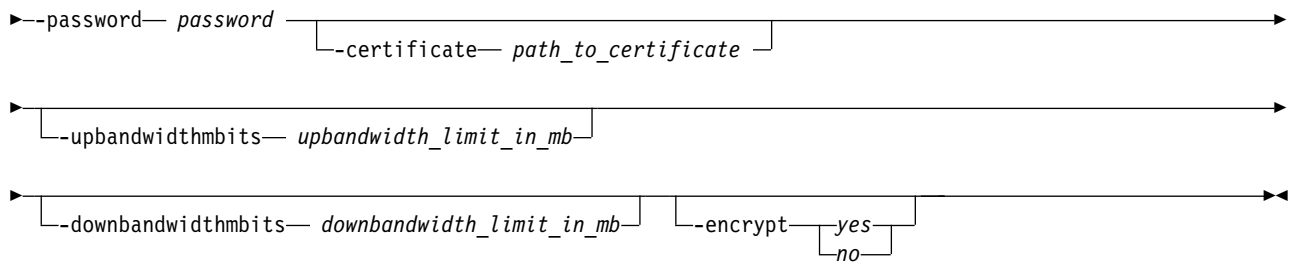 -password password
-certificate path_to_certificate
-upbandwidthmbits upbandwidth_limit_in_mb
-downbandwidthmbits downbandwidth_limit_in_mb -encrypt yes
no